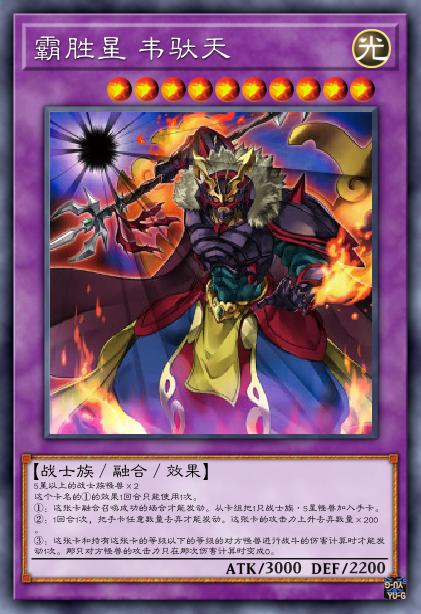 霸胜星 韦驮天
光
【战士族／融合／效果】
5星以上的战士族怪兽×2
这个卡名的①的效果1回合只能使用1次。
①：这张卡融合召唤成功的场合才能发动。从卡组把1只战士族·5星怪兽加入手卡。
②：1回合1次，把手卡任意数量丢弃才能发动。这张卡的攻击力上升丢弃数量×200
。
③：这张卡和持有这张卡的等级以下的等级的对方怪兽进行战斗的伤害计算时才能发
动1次。那只对方怪兽的攻击力只在那次伤害计算时变成0。
ATK/3000 DEF/2200
YU-G